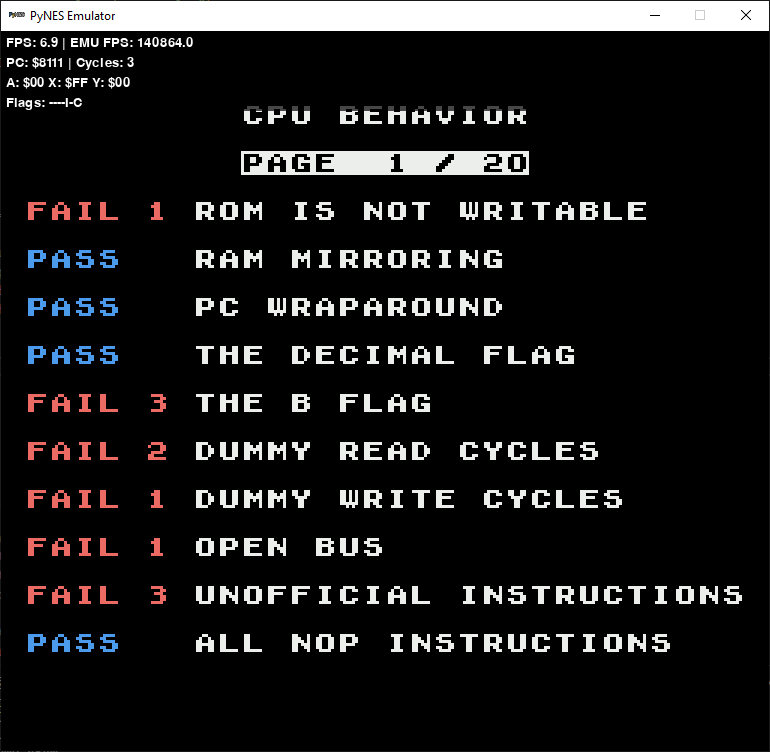 PyNES PyNES Emulator
FPS: 6.9 | EMU FPS: 140864.0
PC: $8111 | Cycles: 3
A: $00 X: $FF Y: $00
Flags: ----I-C
CPU BEHAVIOR
PAGE 1 / 20
FAIL 1 ROM IS NOT WRITABLE
PASS RAM MIRRORING
PASS PC WRAPAROUND
PASS THE DECIMAL FLAG
FAIL 3 THE B FLAG
FAIL 2 DUMMY READ CYCLES
FAIL 1 DUMMY WRITE CYCLES
FAIL 1 OPEN BUS
FAIL 3 UNOFFICIAL INSTRUCTIONS
PASS ALL NOP INSTRUCTIONS